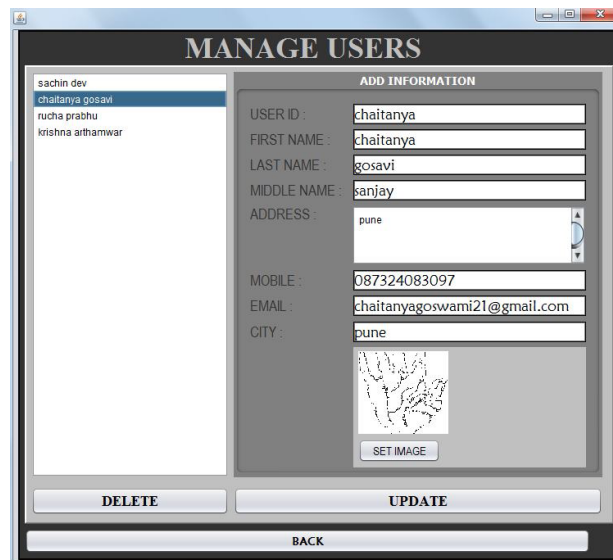 MANAGE USERS
sachin dev
chaitanya gosavi
rucha prabhu
krishna arthamwar
ADD INFORMATION
USER ID : chaitanya
FIRST NAME : chaitanya
LAST NAME : gosavi
MIDDLE NAME : sanjay
ADDRESS : pune
MOBILE : 087324083097
EMAIL : chaitanyagoswami21@gmail.com
CITY : pune
SET IMAGE
DELETE
UPDATE
BACK